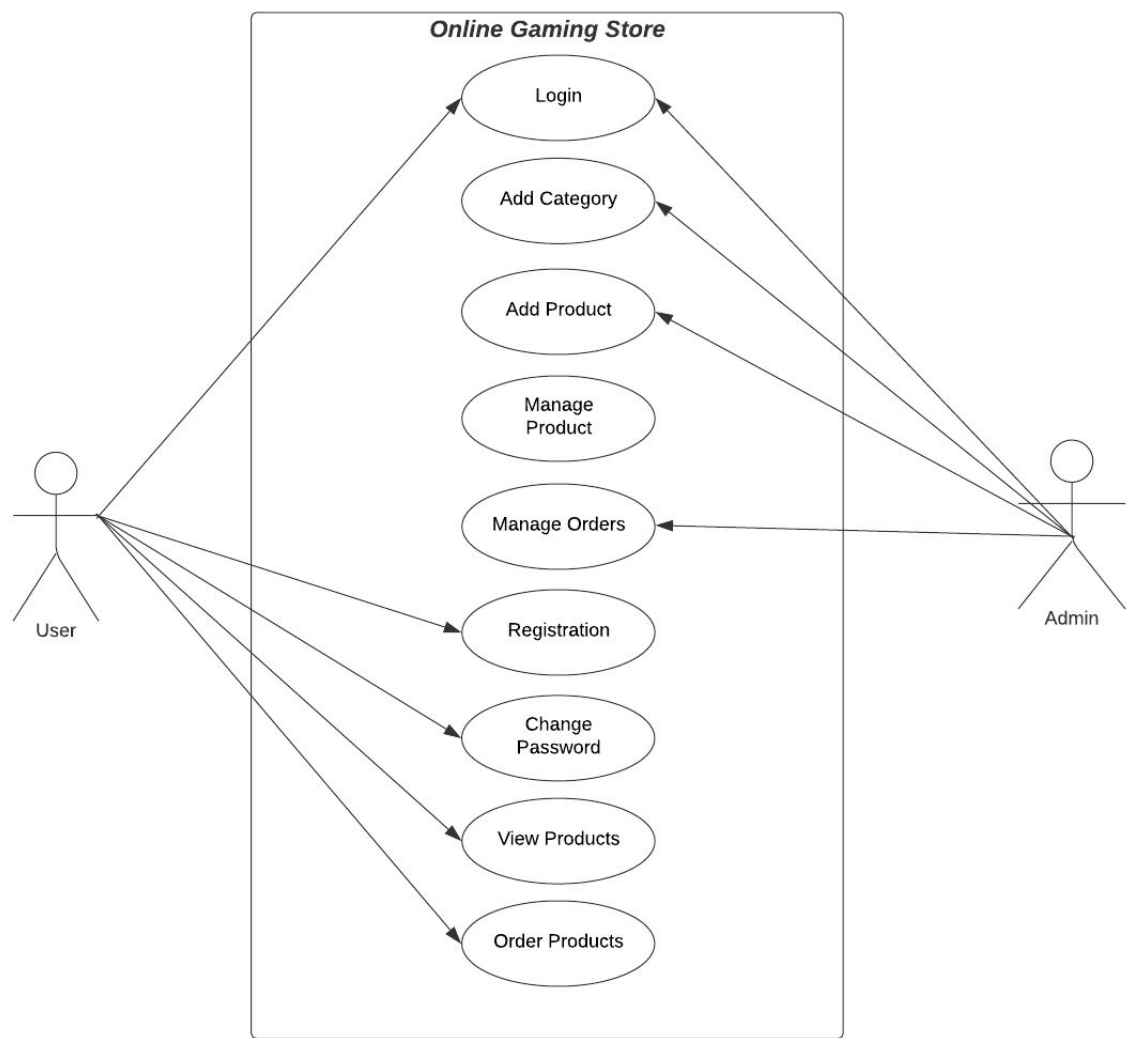 Online Gaming Store
Login
Add Category
Add Product
Manage
Product
Manage Orders
Registration
Change
Password
View Products
Order Products
User
Admin